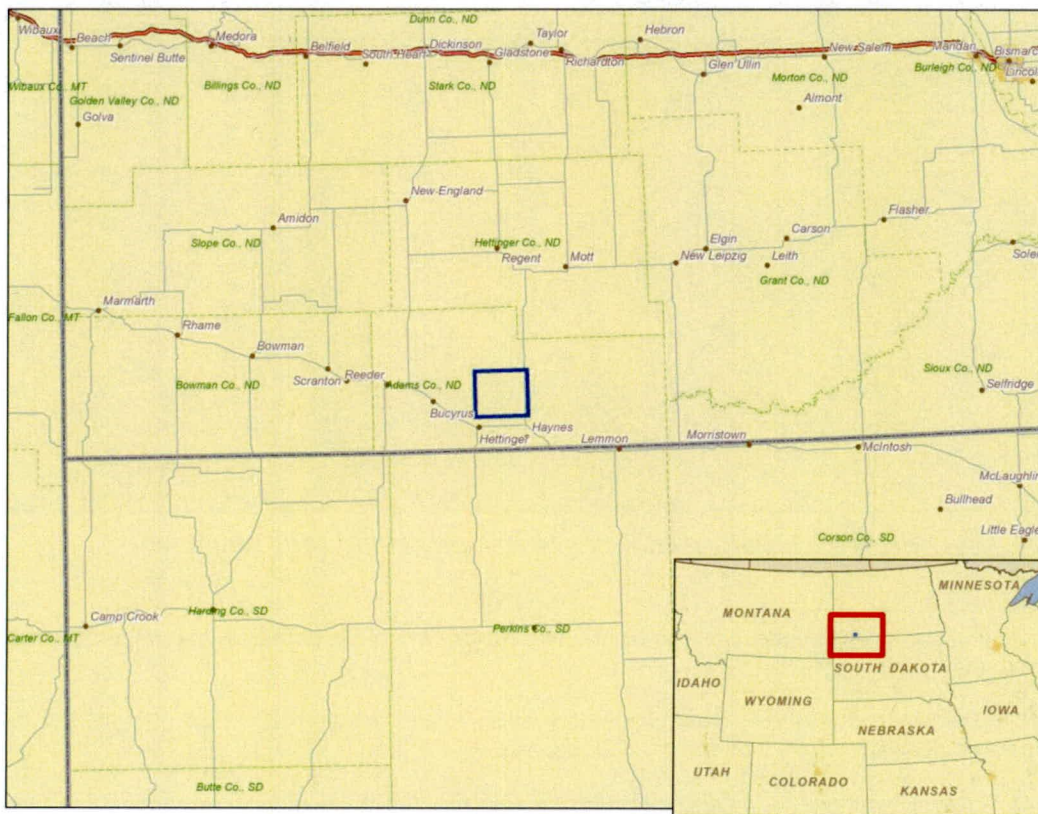 Dunn Co., ND
Wibaux
Beach
Medora
Taylor
Hebron
Sentinel Butte
Belfield
South Heart
Dickinson
Gladstone
Richardton
Glen Ullin
New Salem
Mandan
Bismarc
Lincoln
Wibaux Co., MT
Golden Valley Co., ND
Billings Co., ND
Stark Co., ND
Morton Co., ND
Burleigh Co., ND
Golva
Almont
New England
Amidon
Slope Co., ND
Hettinger Co., ND
Regent
Mott
New Leipzig
Elgin
Carson
Leith
Grant Co., ND
Flasher
Solen
Marmarth
Fallon Co., MT
Rhame
Bowman
Bowman Co., ND
Scranton
Reeder
Adams Co., ND
Bucyrus
Hettinger
Haynes
Sioux Co., ND
Selfridge
Lemmon
Morristown
McIntosh
McLaughlin
Bullhead
Little Eagle
Corson Co., SD
Camp Crook
Harding Co., SD
Carter Co., MT
Perkins Co., SD
Butte Co., SD
MONTANA
MINNESOTA
SOUTH DAKOTA
IDAHO
WYOMING
IOWA
NEBRASKA
UTAH
COLORADO
KANSAS